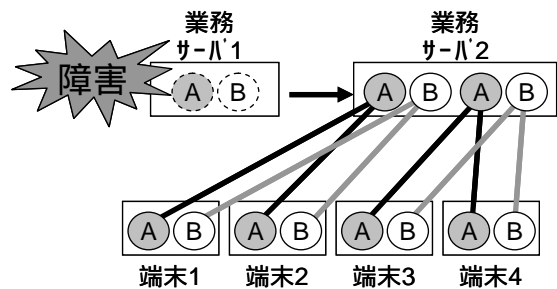 業務
ｻｰﾊﾞ1
業務
ｻｰﾊﾞ2
障害
A B
A B A B
A B A B A B A B
端末1 端末2 端末3 端末4